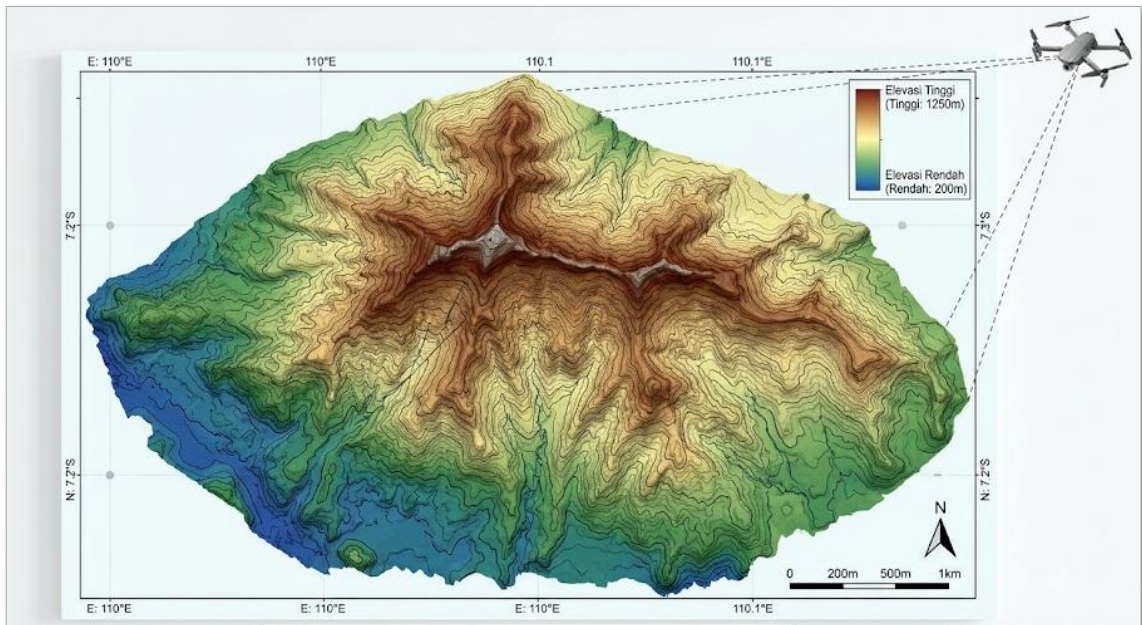 E: 110°E
110°E
110.1
110.1°E
Elevasi Tinggi
(Tinggi: 1250m)
Elevasi Rendah
(Rendah: 200m)
7.2°S
7.3°S
N: 7.2°S
N: 7.2°S
N
0 200m 500m 1km
E: 110°E
110°E
E: 110°E
110.1°E